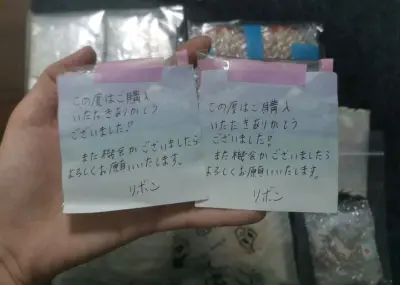 この度はご購入
いただきありがとう
ございました!!
また機会がございましたら
よろしくお願いいたします。
リボン
この度はご購入
いただきありがとう
ございました!!
また機会がございましたら
よろしくお願いいたします。
リボン